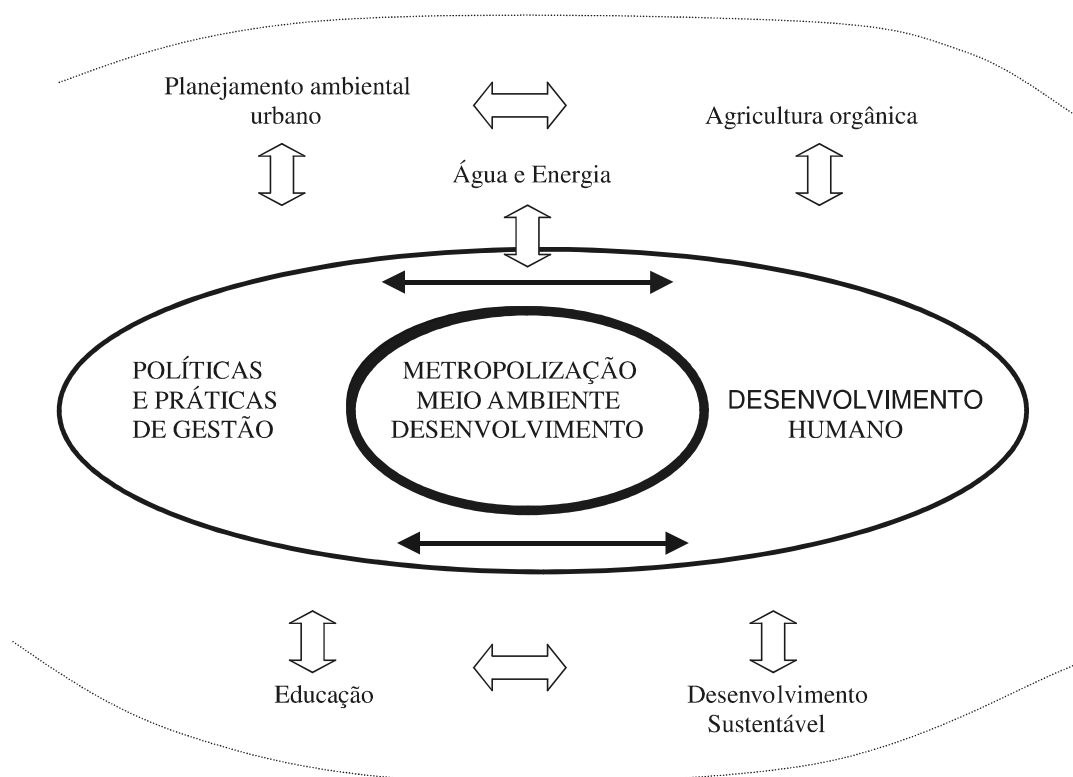 Planejamento ambiental
urbano
Agricultura orgânica
Água e Energia
POLÍTICAS
E PRÁTICAS
DE GESTÃO
METROPOLIZAÇÃO
MEIO AMBIENTE
DESENVOLVIMENTO
DESENVOLVIMENTO
HUMANO
Educação
Desenvolvimento
Sustentável